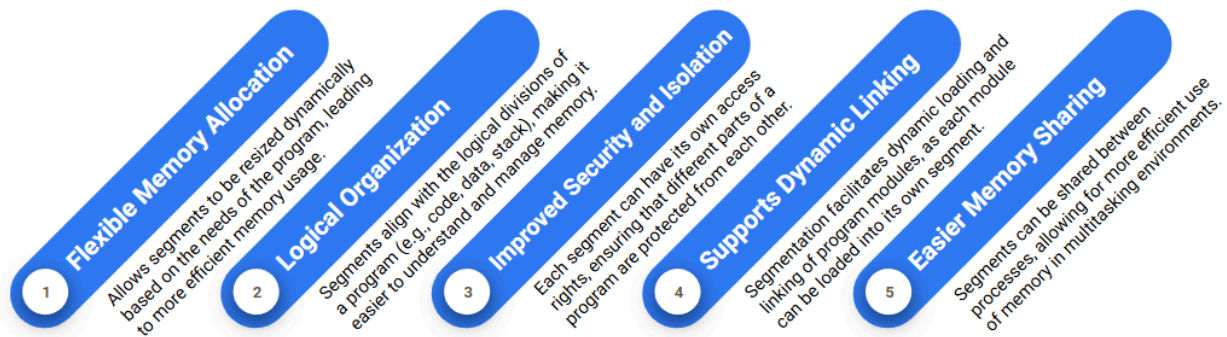 1
Flexible Memory Allocation
Allows segments to be resized dynamically
based on the needs of the program, leading
to more efficient memory usage.
2
Logical Organization
Segments align with the logical divisions of
a program (e.g., code, data, stack), making it
easier to understand and manage memory.
3
Improved Security and Isolation
Each segment can have its own access
rights, ensuring that different parts of a
program are protected from each other.
4
Supports Dynamic Linking
Segmentation facilitates dynamic loading and
linking of program modules, as each module
can be loaded into its own segment.
5
Easier Memory Sharing
Segments can be shared between
processes, allowing for more efficient use
of memory in multitasking environments.